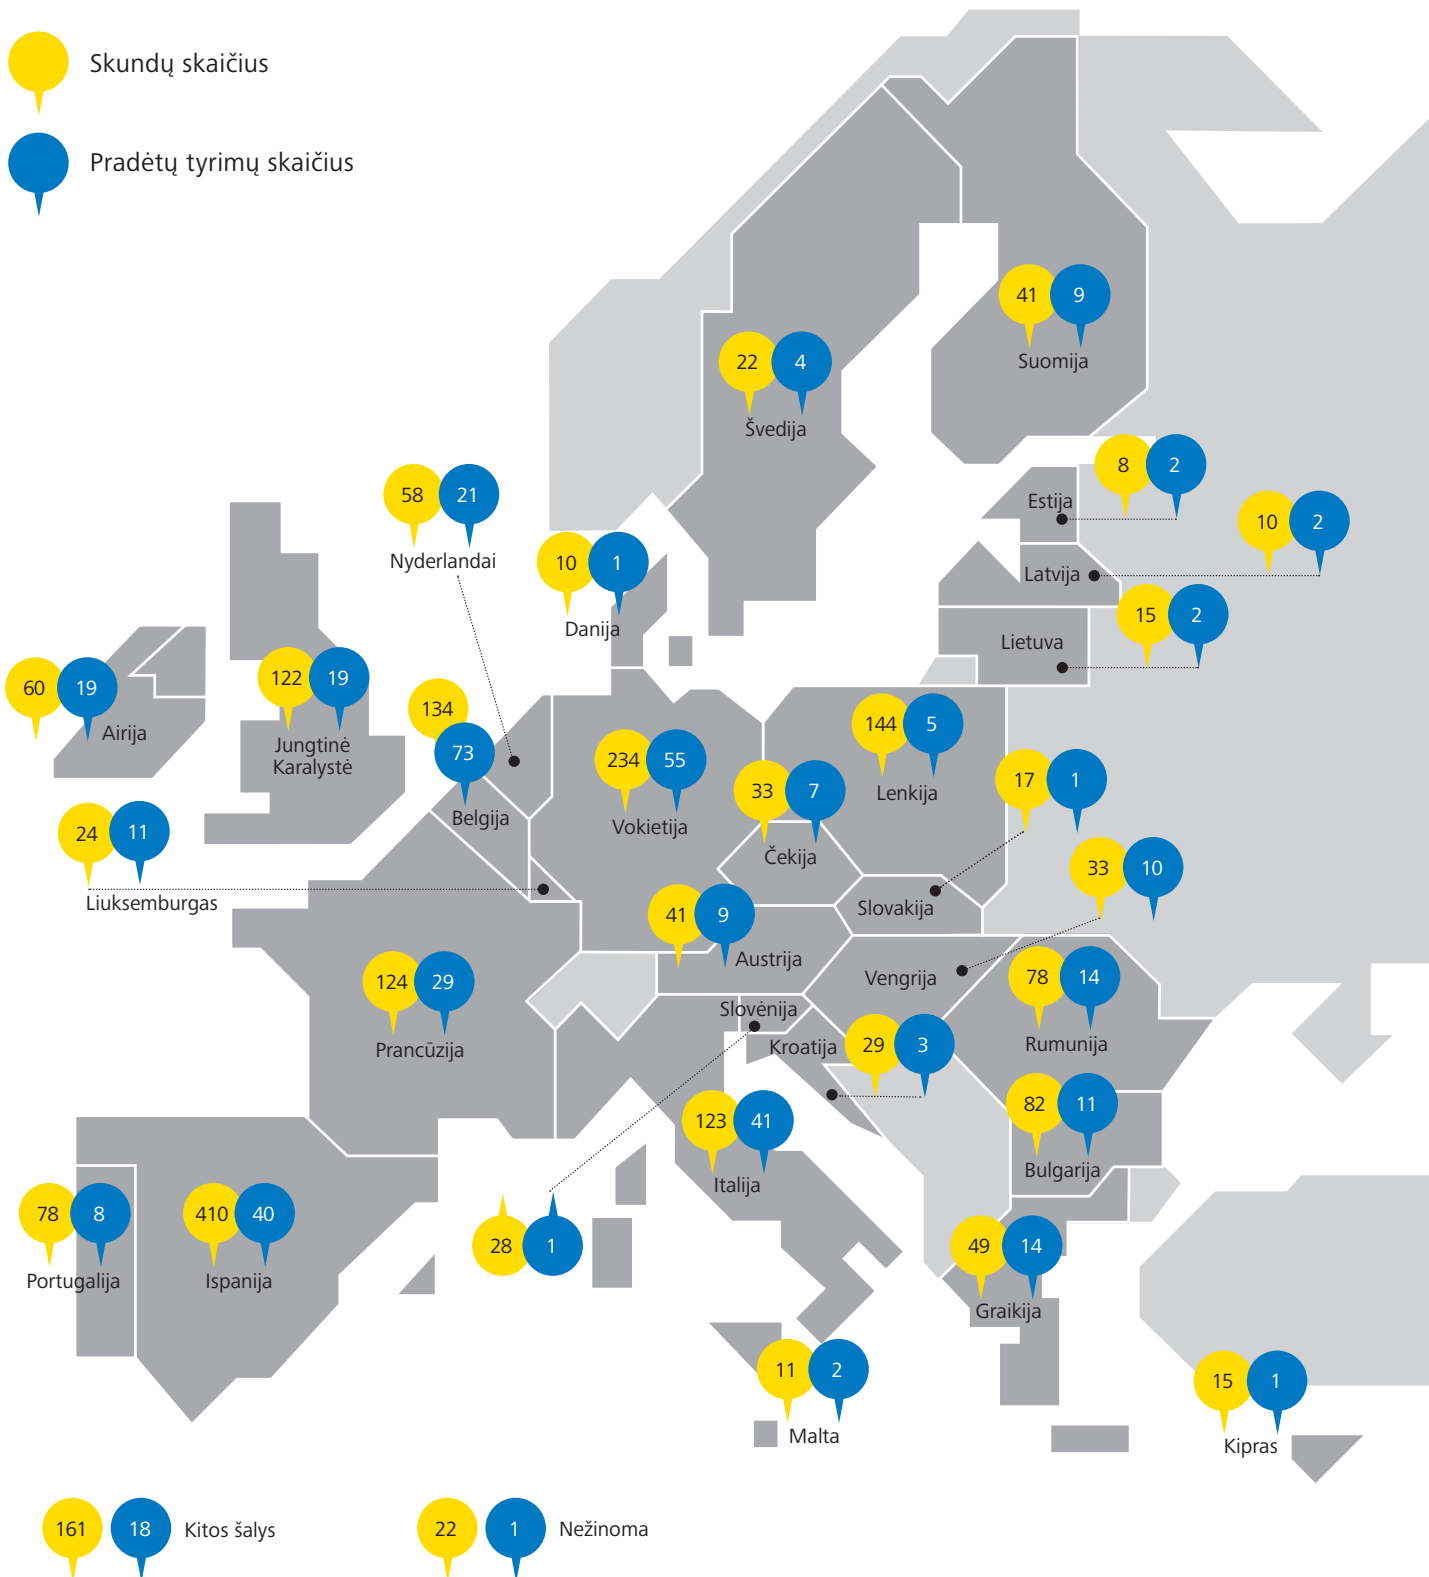 Skundų skaičius
Pradėtų tyrimų skaičius
41 9
Suomija
22 4
Švedija
8 2
Estija
58 21
Nyderlandai
10 2
Latvija
10 1
Danija
15 2
Lietuva
60 19
Airija
122 19
Jungtinė
Karalystė
134
73
Belgija
234 55
Vokietija
144 5
Lenkija
33 7
Čekija
17 1
Slovakija
24 11
Liuksemburgas
33 10
Vengrija
41 9
Austrija
124 29
Prancūzija
78 14
Rumunija
Slovėnija
28 1
Kroatija
29 3
82 11
Bulgarija
123 41
Italija
78 8
Portugalija
410 40
Ispanija
49 14
Graikija
11 2
Malta
15 1
Kipras
161 18 Kitos šalys
22 1 Nežinoma